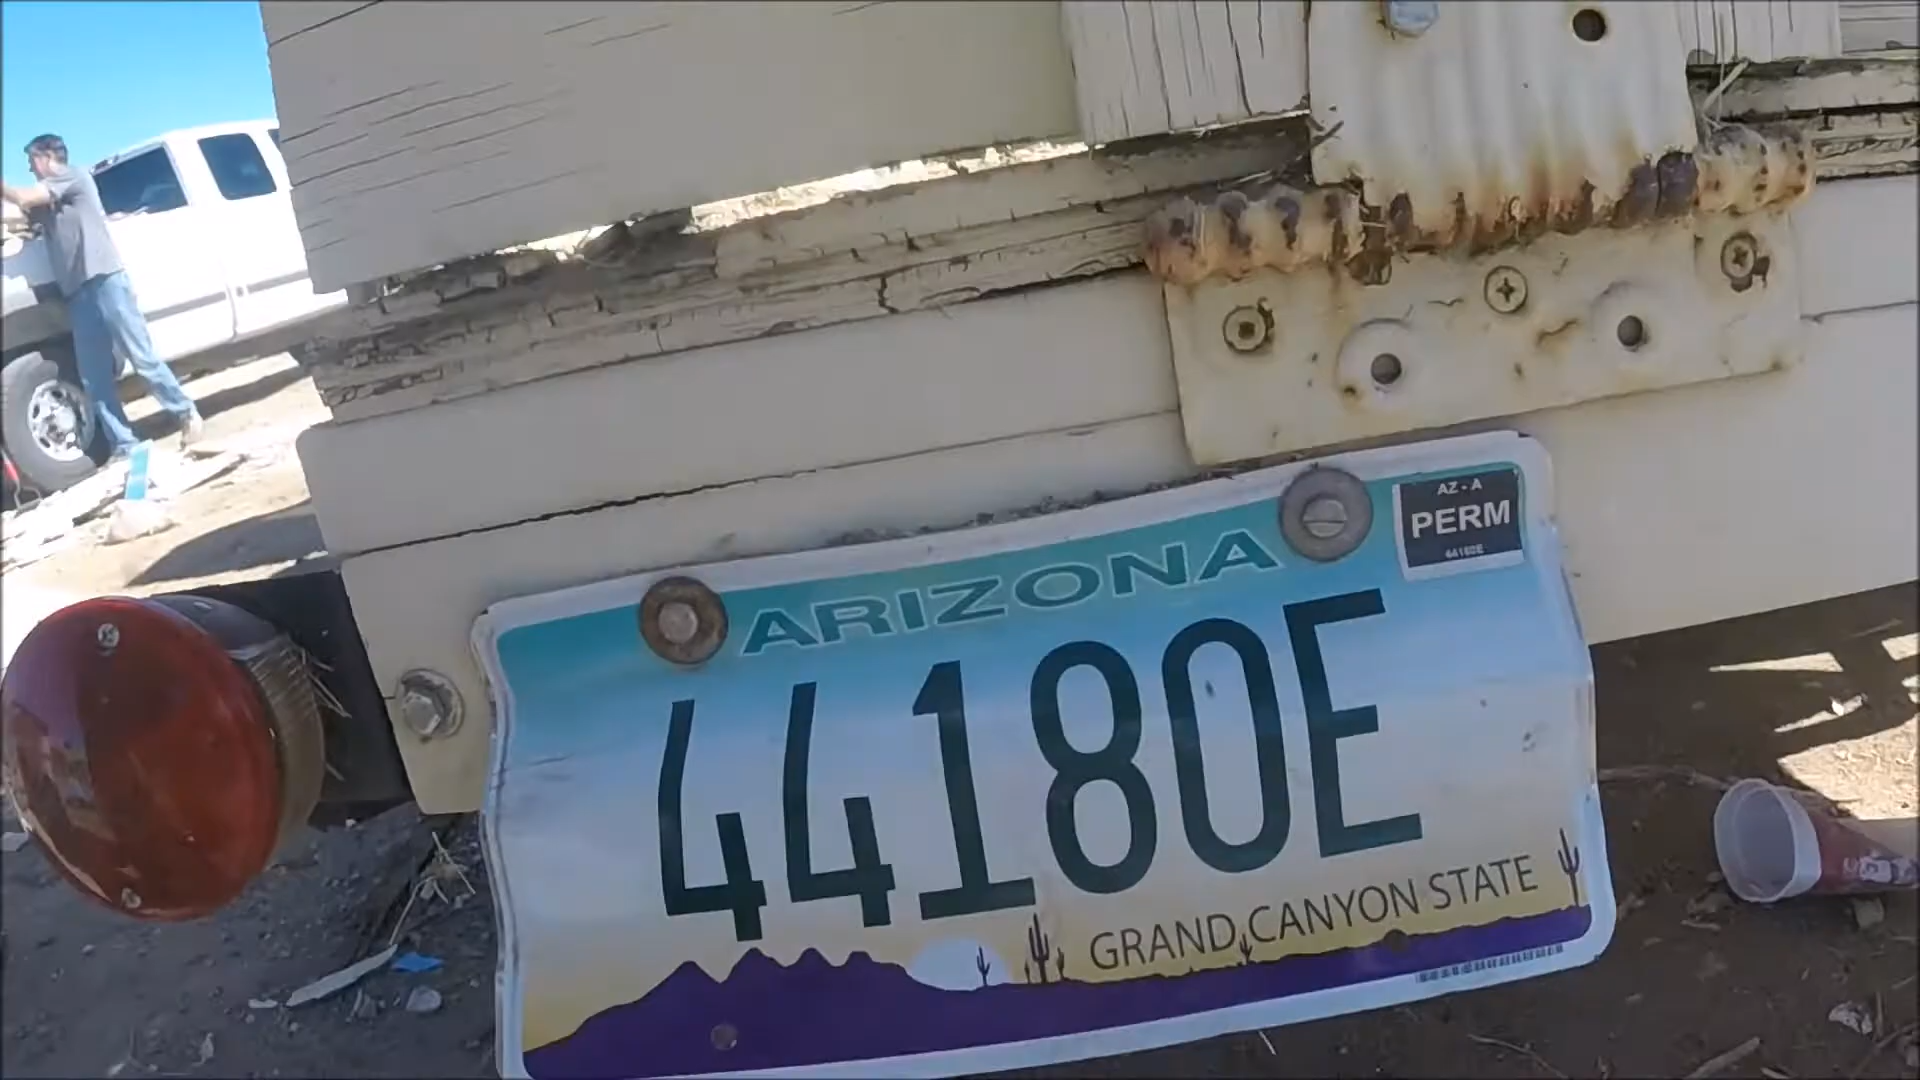 ARIZONA
AZ - A
PERM
44180E
44180E
GRAND CANYON STATE